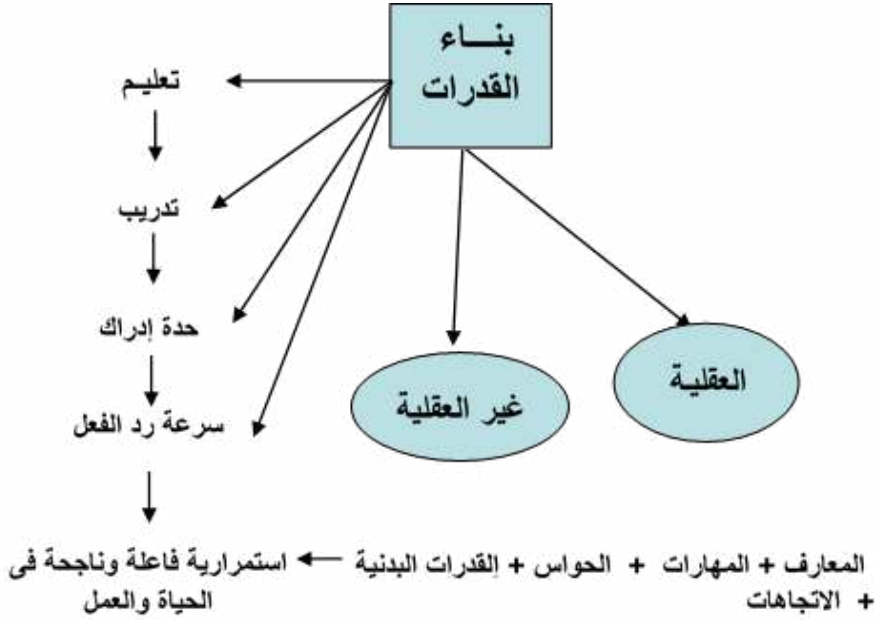 بنـــاء
القدرات
تعليم
تدريب
حدة إدراك
سرعة رد الفعل
العقلية
غير العقلية
المعارف + المهارات + الحواس + القدرات البدنية
+ الاتجاهات
استمرارية فاعلة وناجحة فى
الحياة والعمل